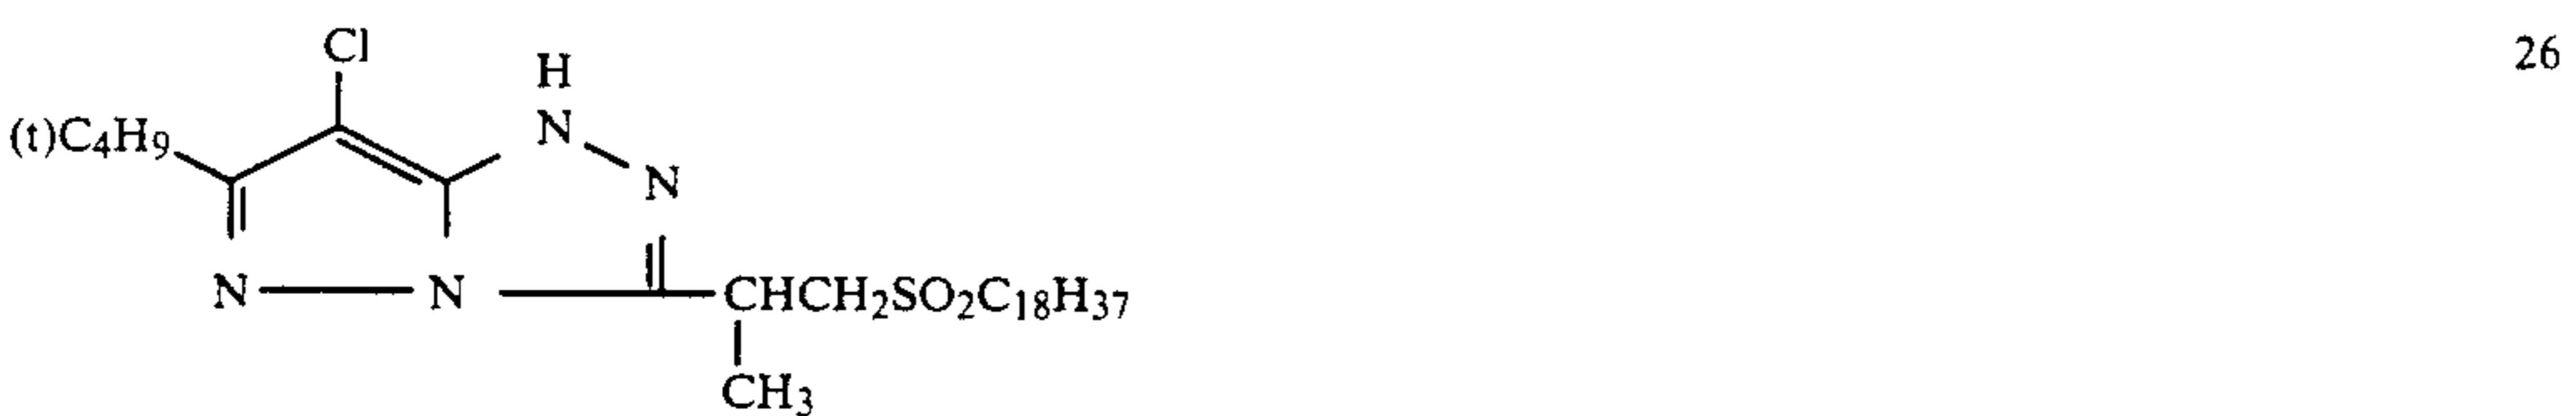 Cl
26
H
(t)C₄H₉
N
N
N
N
CHCH₂SO₂C₁₈H₃₇
CH₃